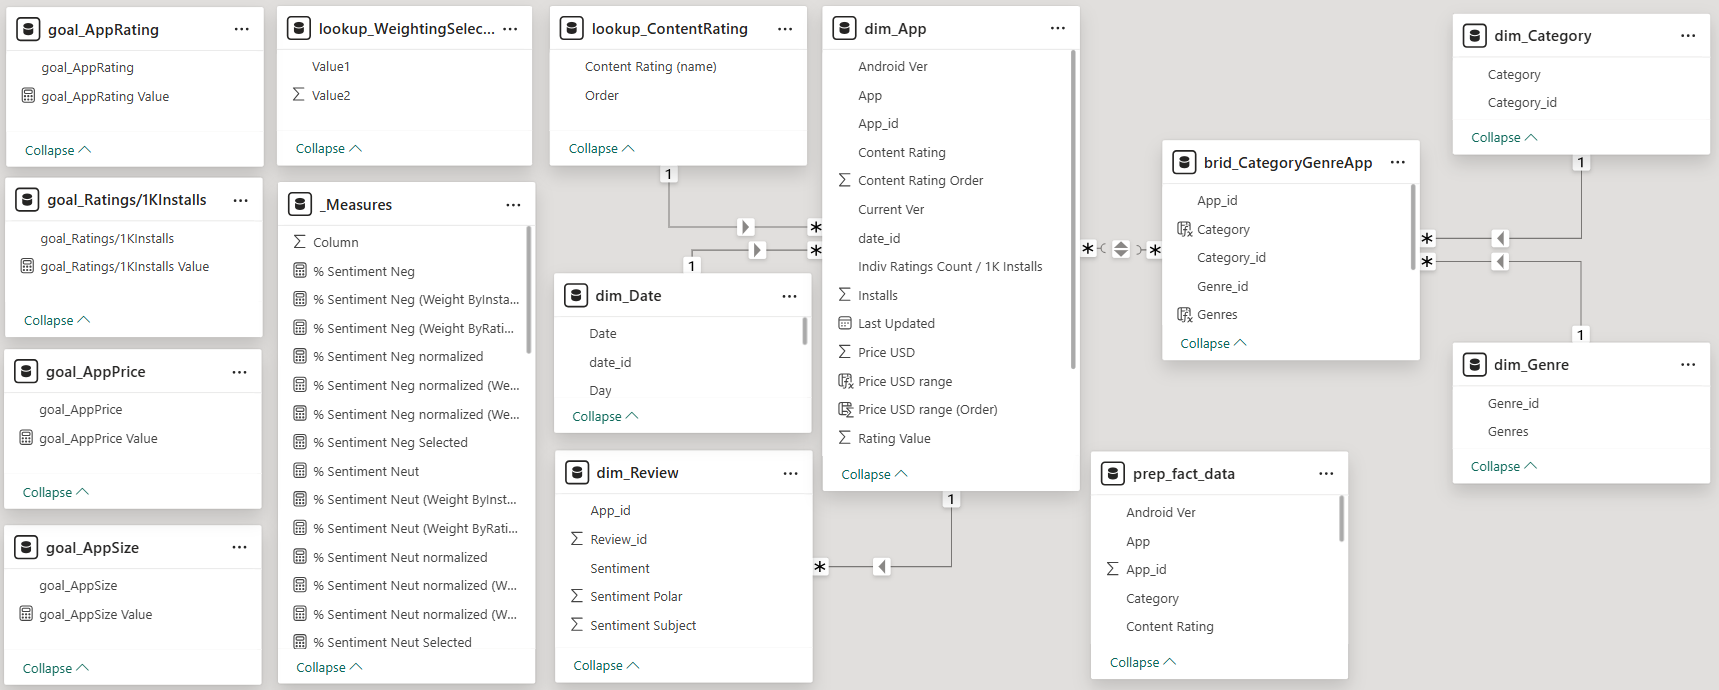 goal_AppRating
goal_AppRating
goal_AppRating Value
Collapse
goal_Ratings/1KInstalls
goal_Ratings/1KInstalls
goal_Ratings/1KInstalls Value
Collapse
goal_AppPrice
goal_AppPrice
goal_AppPrice Value
Collapse
goal_AppSize
goal_AppSize
goal_AppSize Value
Collapse
lookup_WeightingSelec...
Value1
Value2
Collapse
_Measures
Column
% Sentiment Neg
% Sentiment Neg (Weight ByInsta...
% Sentiment Neg (Weight ByRati...
% Sentiment Neg normalized
% Sentiment Neg normalized (We...
% Sentiment Neg normalized (We...
% Sentiment Neg Selected
% Sentiment Neut
% Sentiment Neut (Weight ByInst...
% Sentiment Neut (Weight ByRati...
% Sentiment Neut normalized
% Sentiment Neut normalized (W...
% Sentiment Neut normalized (W...
% Sentiment Neut Selected
Collapse
lookup_ContentRating
Content Rating (name)
Order
Collapse
1
*
1
*
dim_Date
Date
date_id
Day
Collapse
dim_Review
App_id
Review_id
Sentiment
Sentiment Polar
Sentiment Subject
Collapse
dim_App
Android Ver
App
App_id
Content Rating
Content Rating Order
Current Ver
date_id
Indiv Ratings Count / 1K Installs
Installs
Last Updated
Price USD
Price USD range
Price USD range (Order)
Rating Value
Collapse
1
*
*
*
brid_CategoryGenreApp
App_id
Category
Category_id
Genre_id
Genres
Collapse
prep_fact_data
Android Ver
App
App_id
Category
Content Rating
Collapse
dim_Category
Category
Category_id
Collapse
1
*
*
1
dim_Genre
Genre_id
Genres
Collapse